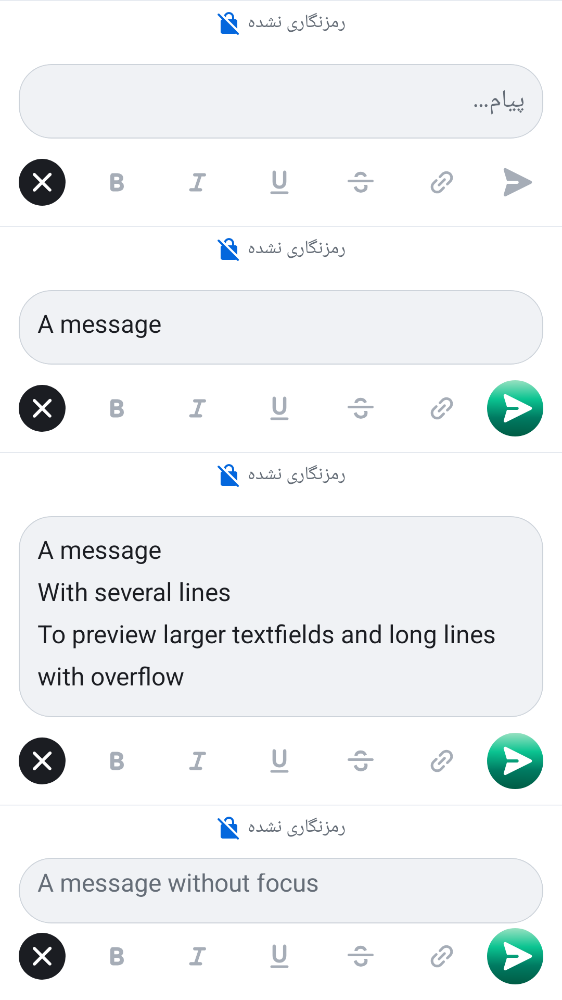 رمزنگاری نشده
پیام...
B I U S
رمزنگاری نشده
A message
B I U S
رمزنگاری نشده
A message
With several lines
To preview larger textfields and long lines
with overflow
B I U S
رمزنگاری نشده
A message without focus
B I U S